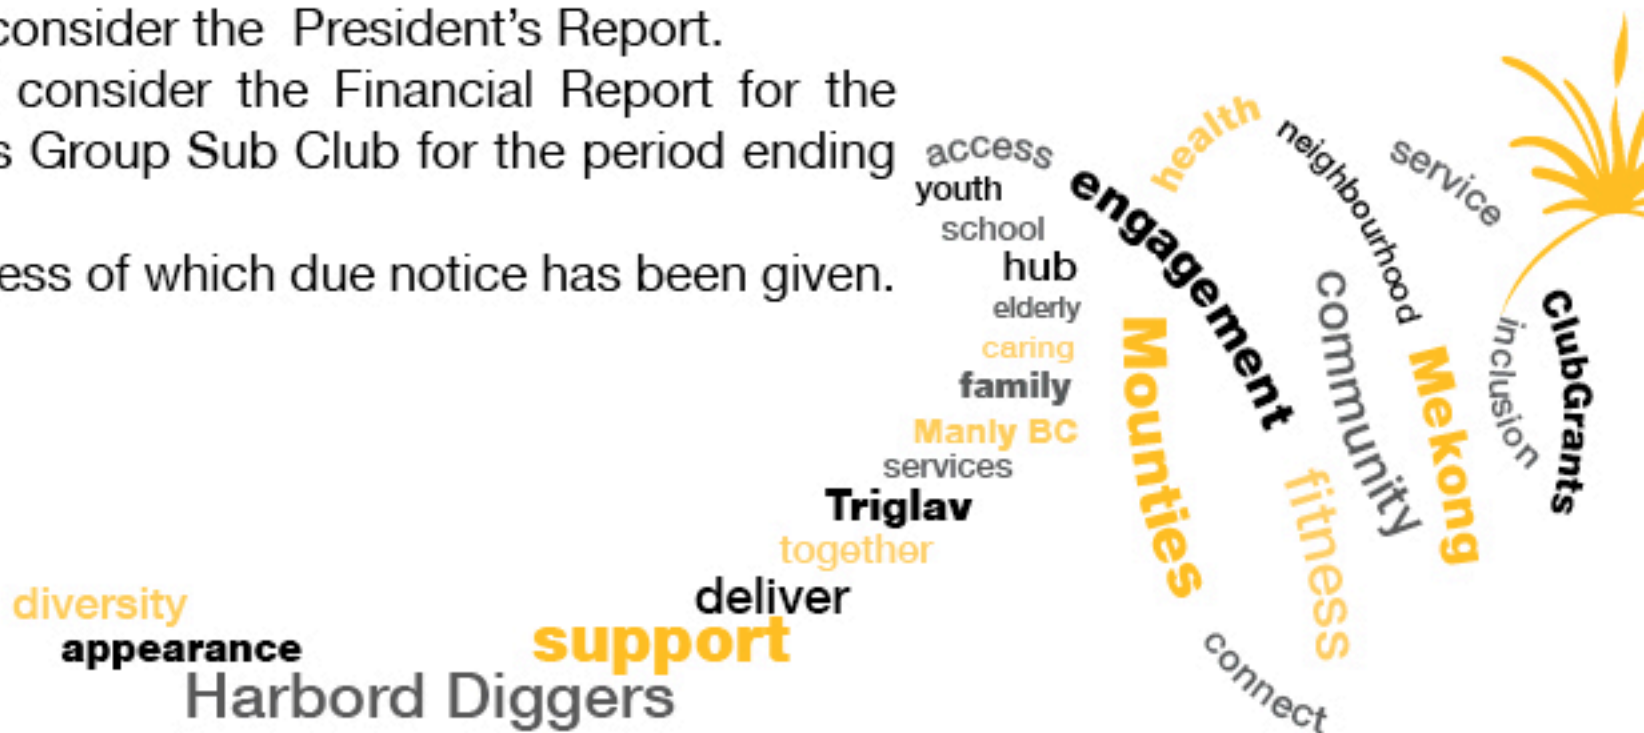 consider the President's Report.
consider the Financial Report for the
s Group Sub Club for the period ending
ess of which due notice has been given.
access
youth
school
hub
elderly
caring
family
Manly BC
services
Triglav
together
deliver
support
diversity
appearance
Harbord Diggers
engagement
health
neighbourhood
service
Mounties
community
Mekong
inclusion
ClubGrants
fitness
connect